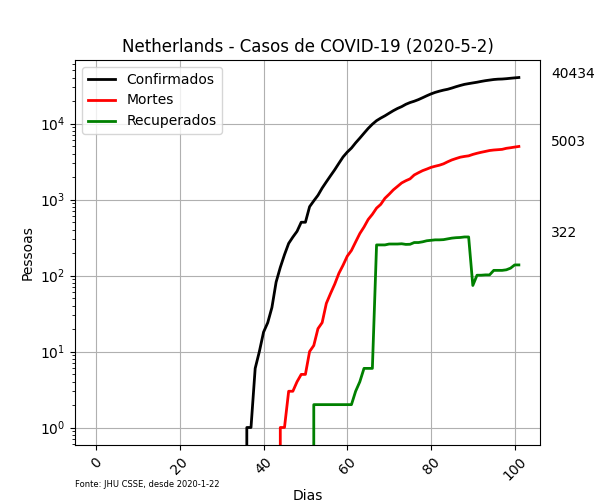 Netherlands - Casos de COVID-19 (2020-5-2)
Confirmados
Mortes
Recuperados
40434
5003
322
Pessoas
10⁴
10³
10²
10¹
10⁰
0 20 40 60 80 100
Fonte: JHU CSSE, desde 2020-1-22
Dias